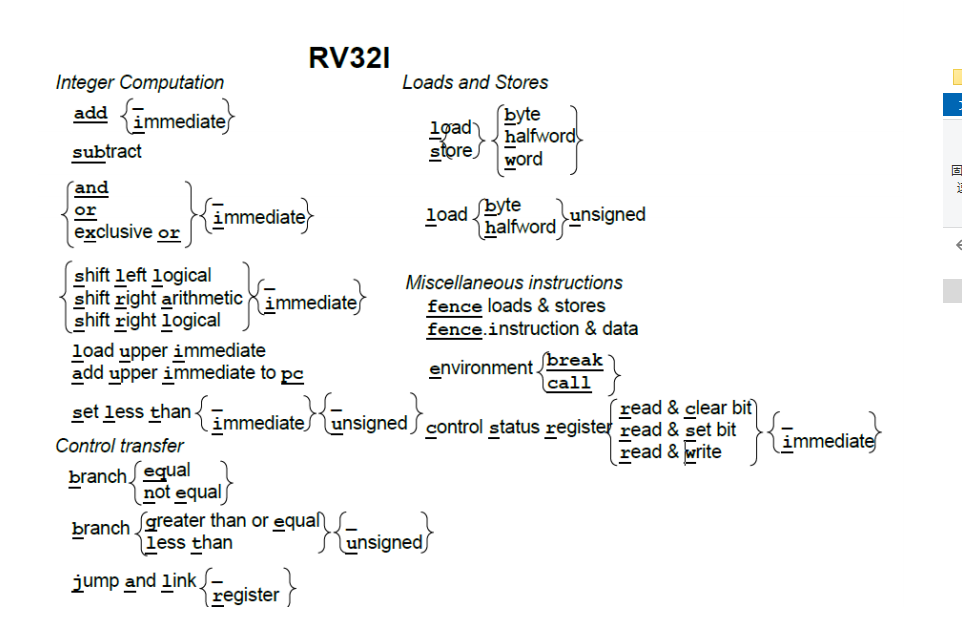 RV32I
Integer Computation
add { _ immediate }
subtract
{ and
or
exclusive or } { _ immediate }
{ shift left logical
shift right arithmetic
shift right logical } { _ immediate }
load upper immediate
add upper immediate to pc
set less than { _ immediate } { _ unsigned }
Control transfer
branch { equal
not equal }
branch { greater than or equal
less than } { _ unsigned }
jump and link { _ register }
Loads and Stores
load
store
byte
halfword
word
load { byte
halfword } unsigned
Miscellaneous instructions
fence loads & stores
fence.instruction & data
environment { break
call }
control status register { read & clear bit
read & set bit
read & write } { _ immediate }
固